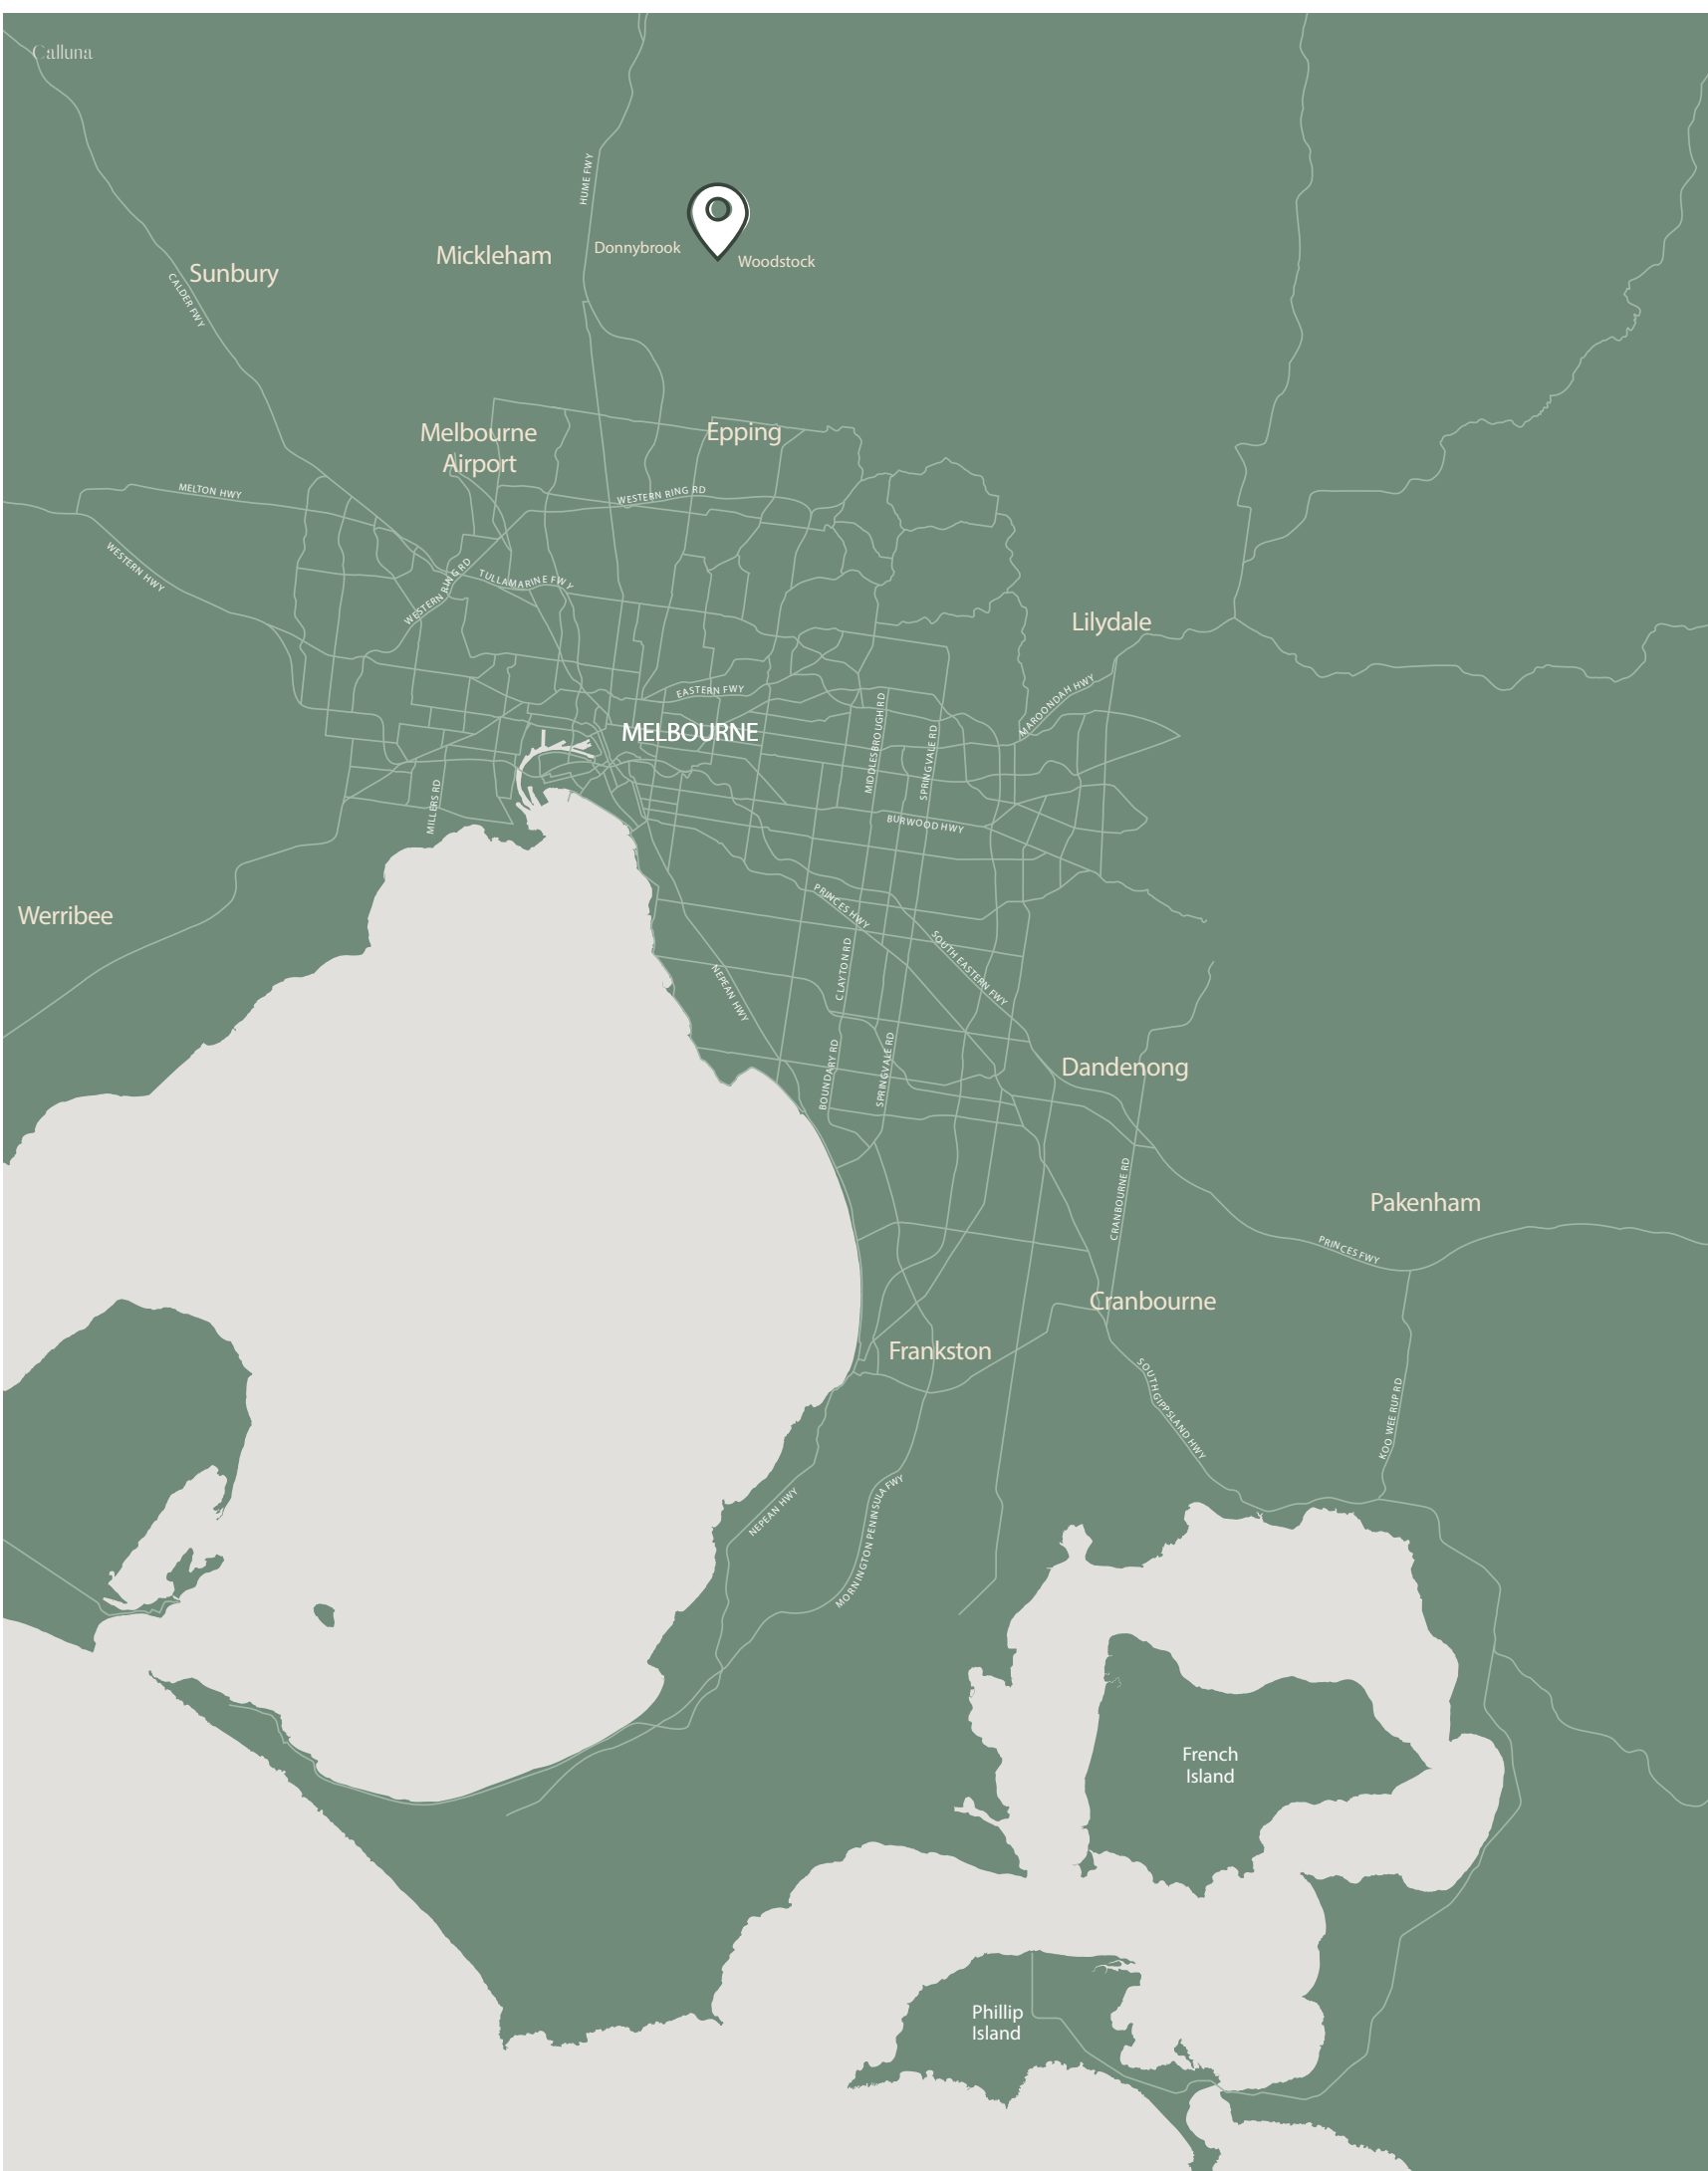 Calluna
HUME FWY
Donnybrook
Mickleham
Woodstock
Sunbury
CALDER FWY
Melbourne
Airport
Epping
MELTON HWY
WESTERN RING RD
WESTERN HWY
TULLAMARINE FWY
WESTERN RING RD
Lilydale
EASTERN FWY
MAROONDAH HWY
MELBOURNE
MIDDLESBROUGH RD
SPRINGVALE RD
MILLERS RD
BURWOOD HWY
Werribee
PRINCES HWY
SOUTH EASTERN FWY
CLAYTON RD
NEPEAN HWY
BOUNDARY RD
SPRINGVALE RD
Dandenong
CRANBOURNE RD
Pakenham
PRINCES FWY
Cranbourne
Frankston
SOUTH GIPPSLAND HWY
KOO WEE RUP RD
NEPEAN HWY
MORNINGTON PENINSULA FWY
French
Island
Phillip
Island